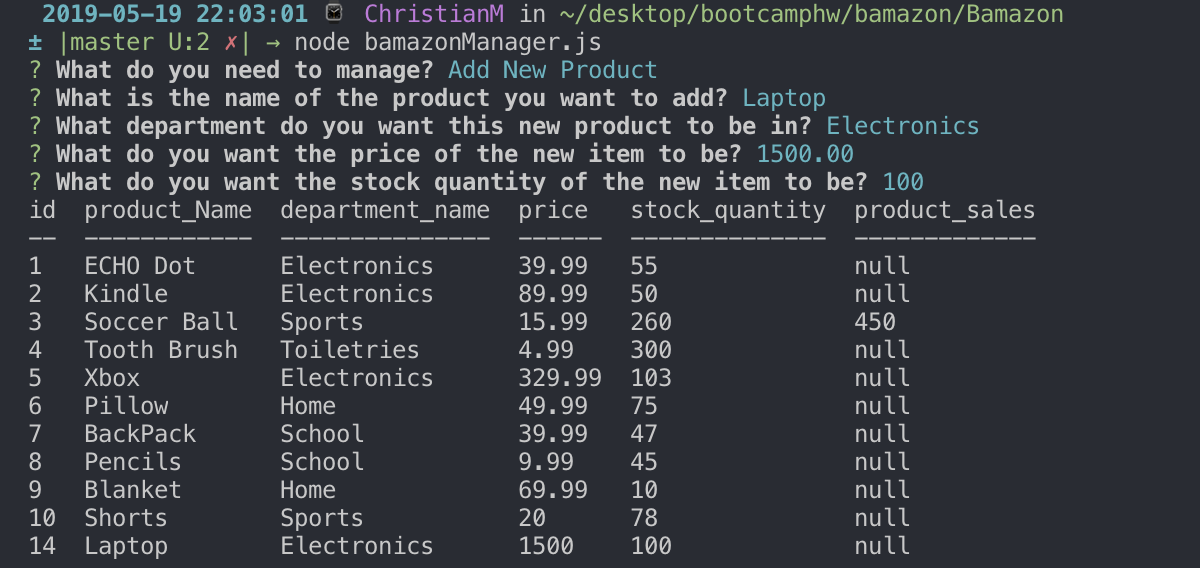 2019-05-19 22:03:01 ChristianM in ~/desktop/bootcamphw/bamazon/Bamazon
± |master U:2 ✗| → node bamazonManager.js
? What do you need to manage? Add New Product
? What is the name of the product you want to add? Laptop
? What department do you want this new product to be in? Electronics
? What do you want the price of the new item to be? 1500.00
? What do you want the stock quantity of the new item to be? 100
id  product_Name  department_name  price   stock_quantity  product_sales
--  ------------  ---------------  ------  --------------  -------------
1   ECHO Dot      Electronics      39.99   55              null
2   Kindle        Electronics      89.99   50              null
3   Soccer Ball   Sports           15.99   260             450
4   Tooth Brush   Toiletries       4.99    300             null
5   Xbox          Electronics      329.99  103             null
6   Pillow        Home             49.99   75              null
7   BackPack      School           39.99   47              null
8   Pencils       School           9.99    45              null
9   Blanket       Home             69.99   10              null
10  Shorts        Sports           20      78              null
14  Laptop        Electronics      1500    100             null